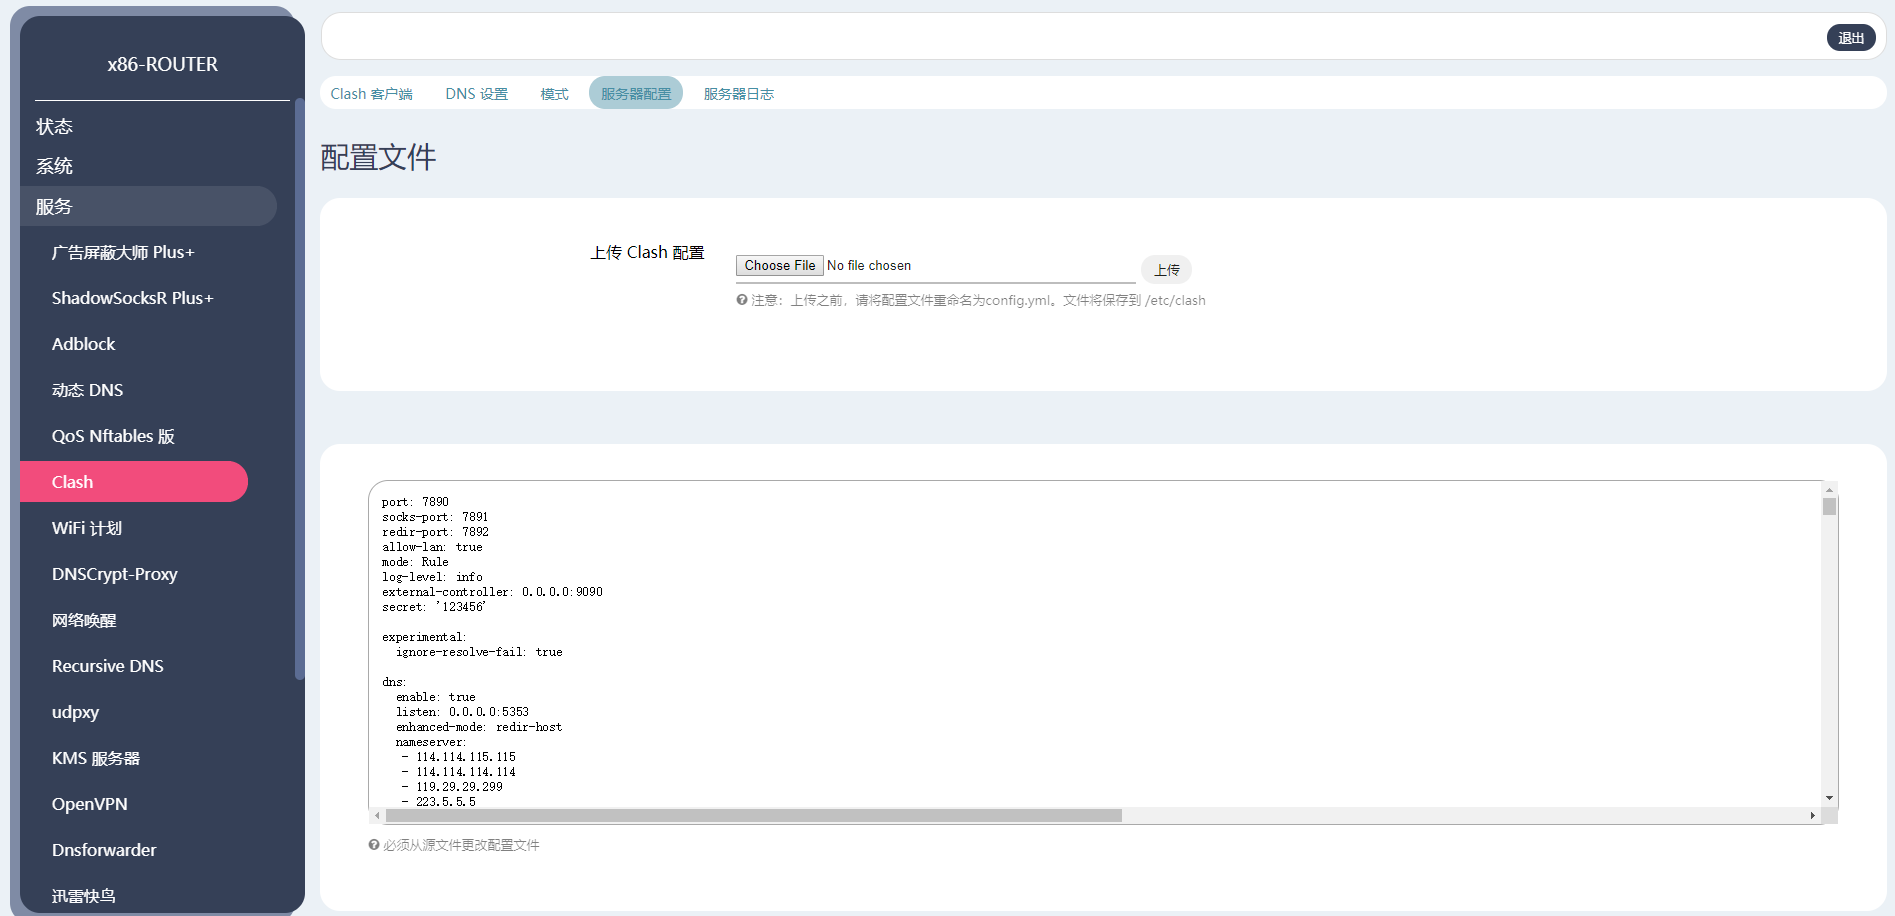 x86-ROUTER
状态
系统
服务
广告屏蔽大师 Plus+
ShadowSocksR Plus+
Adblock
动态 DNS
QoS Nftables 版
Clash
WiFi 计划
DNSCrypt-Proxy
网络唤醒
Recursive DNS
udpxy
KMS 服务器
OpenVPN
Dnsforwarder
迅雷快鸟
退出
Clash 客户端 DNS 设置 模式 服务器配置 服务器日志
配置文件
上传 Clash 配置
Choose File No file chosen 上传
注意：上传之前，请将配置文件重命名为config.yml。文件将保存到 /etc/clash
port: 7890
socks-port: 7891
redir-port: 7892
allow-lan: true
mode: Rule
log-level: info
external-controller: 0.0.0.0:9090
secret: '123456'
experimental:
ignore-resolve-fail: true
dns:
enable: true
listen: 0.0.0.0:5353
enhanced-mode: redir-host
nameserver:
- 114.114.115.115
- 114.114.114.114
- 119.29.29.299
- 223.5.5.5
必须从源文件更改配置文件